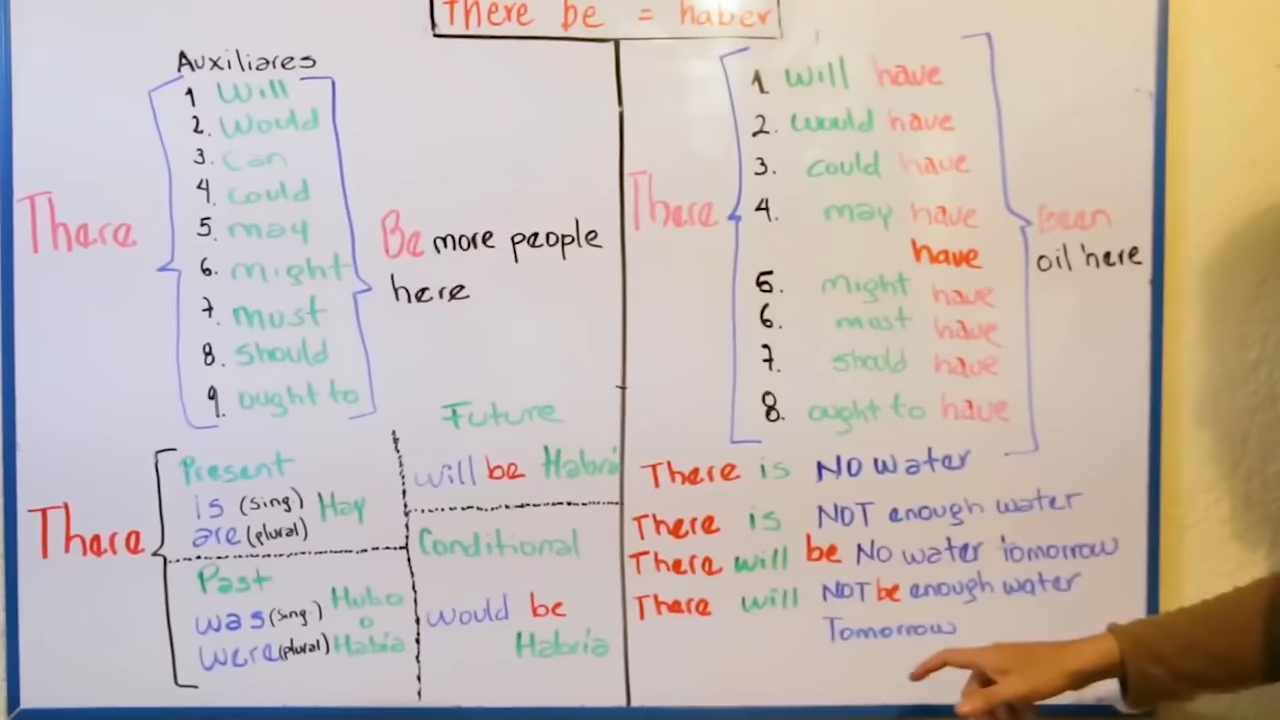 There be = haber
Auxiliares
There
1 Will
2. Would
3. Can
4. Could
5. may
6. might
7. must
8. Should
9. ought to
Be more people
here
There
Present
is (sing.) Hay
are (plural)
Past
was (sing.) Hubo
o
were (plural) Habia
Future
will be Habra
Conditional
would be
Habria
There
1 will have
2. would have
3. could have
4. may have
have
5. might have
6. most have
7. should have
8. ought to have
Been
oil here
There is NO water
There is NOT enough water
There will be No water Tomorrow
There will NOT be enough water
Tomorrow